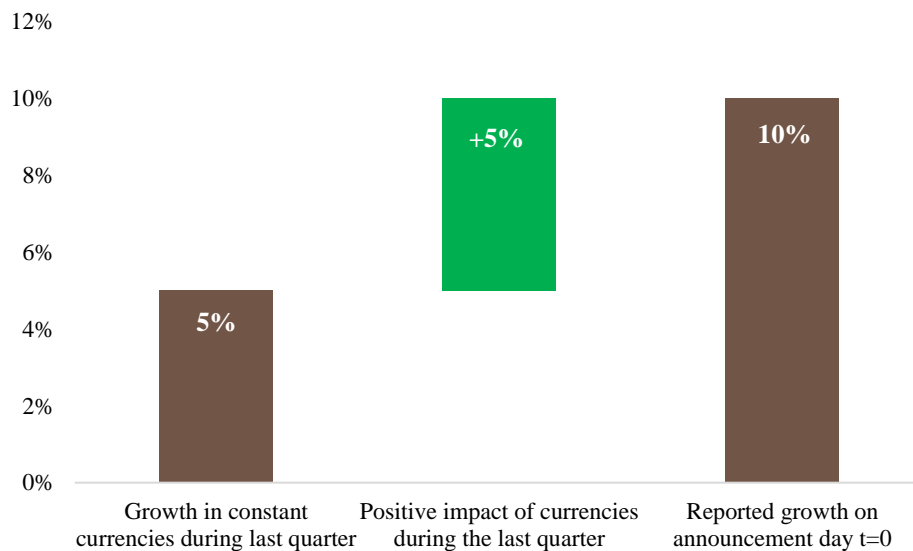 12%
10%
8%
6%
4%
2%
0%
5%
+5%
10%
Growth in constant
currencies during last quarter
Positive impact of currencies
during the last quarter
Reported growth on
announcement day t=0